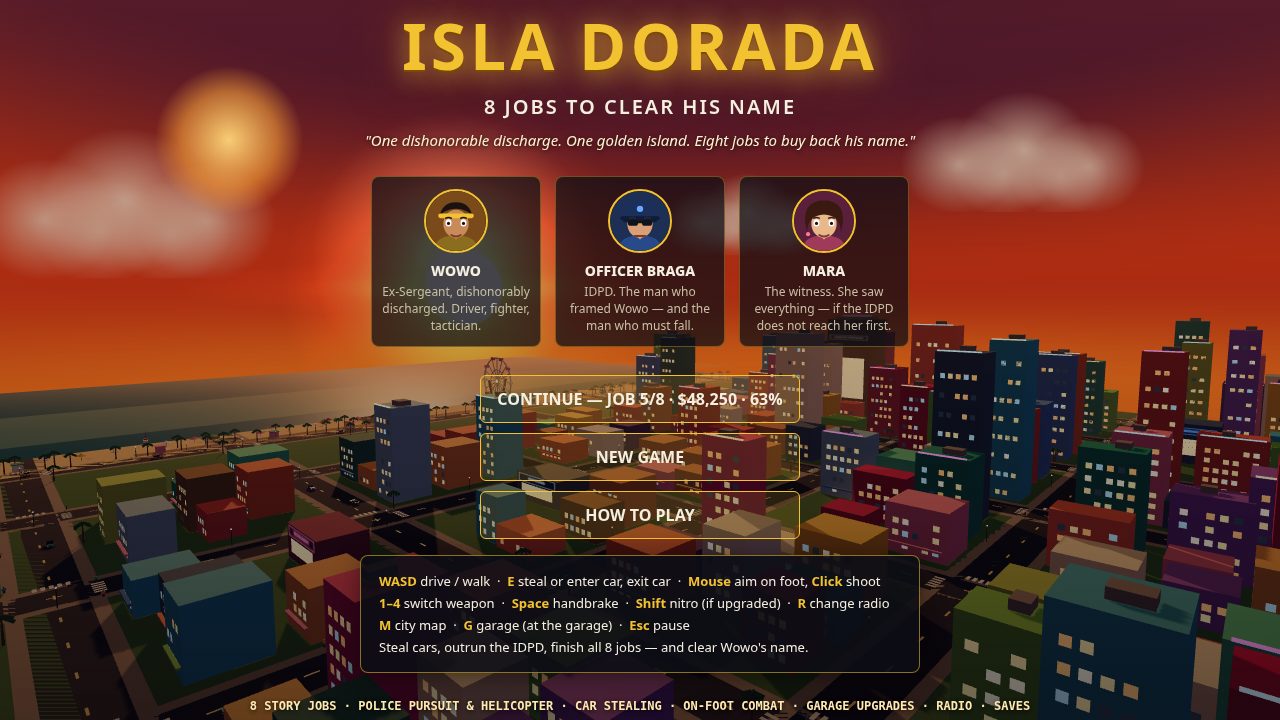 ISLA DORADA
8 JOBS TO CLEAR HIS NAME
"One dishonorable discharge. One golden island. Eight jobs to buy back his name."
WOWO
Ex-Sergeant, dishonorably
discharged. Driver, fighter,
tactician.
OFFICER BRAGA
IDPD. The man who
framed Wowo — and the
man who must fall.
MARA
The witness. She saw
everything — if the IDPD
does not reach her first.
CONTINUE — JOB 5/8 · $48,250 · 63%
NEW GAME
HOW TO PLAY
WASD drive / walk · E steal or enter car, exit car · Mouse aim on foot, Click shoot
1–4 switch weapon · Space handbrake · Shift nitro (if upgraded) · R change radio
M city map · G garage (at the garage) · Esc pause
Steal cars, outrun the IDPD, finish all 8 jobs — and clear Wowo's name.
8 STORY JOBS · POLICE PURSUIT & HELICOPTER · CAR STEALING · ON-FOOT COMBAT · GARAGE UPGRADES · RADIO · SAVES